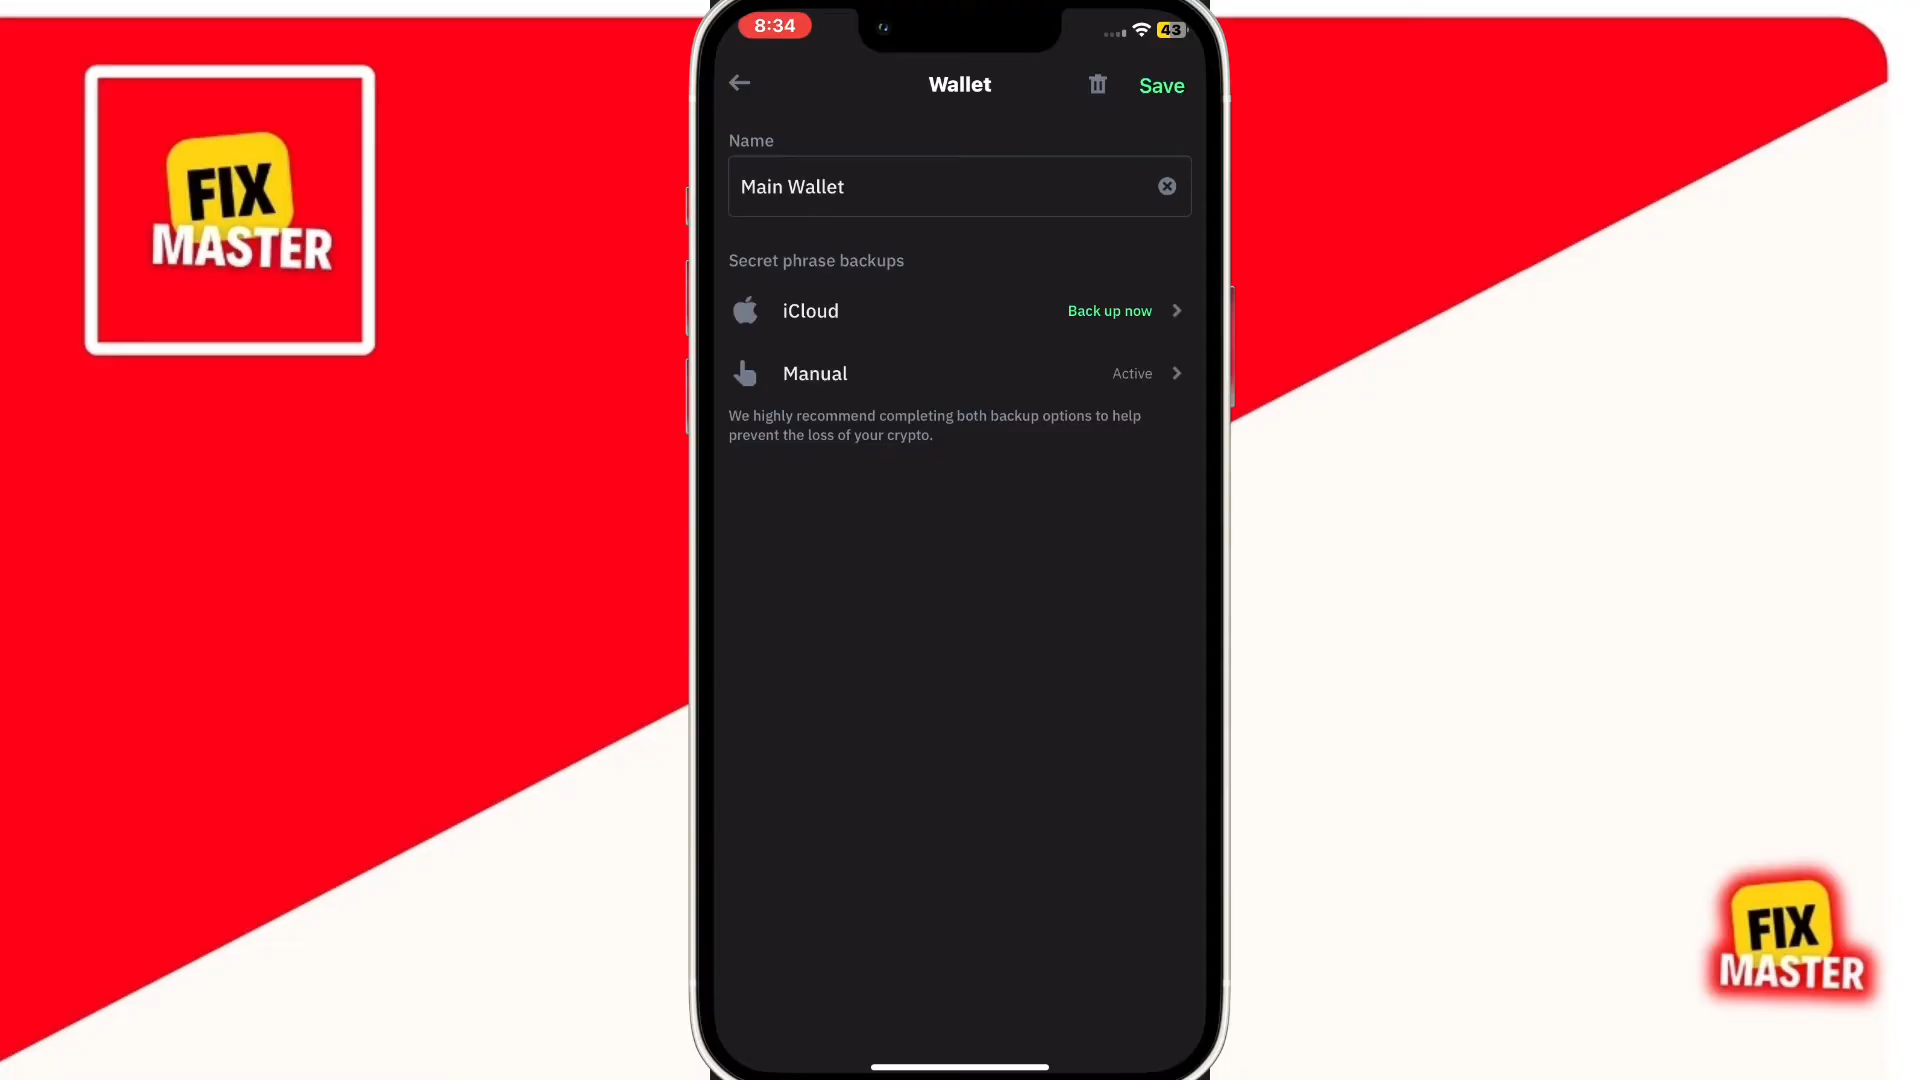 8:34
43
Wallet
Save
Name
Main Wallet
Secret phrase backups
iCloud
Back up now
Manual
Active
We highly recommend completing both backup options to help
prevent the loss of your crypto.
FIX
MASTER
FIX
MASTER